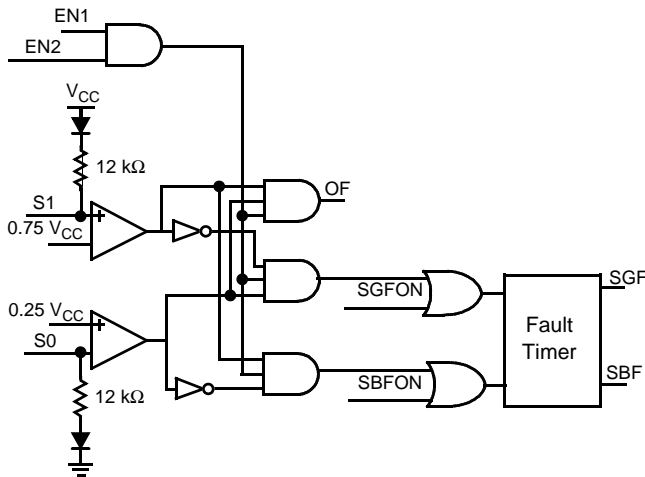 EN1
EN2
VCC
12 kΩ
S1
0.75 VCC
OF
0.25 VCC
S0
12 kΩ
SGFON
SBFON
Fault
Timer
SGF
SBF